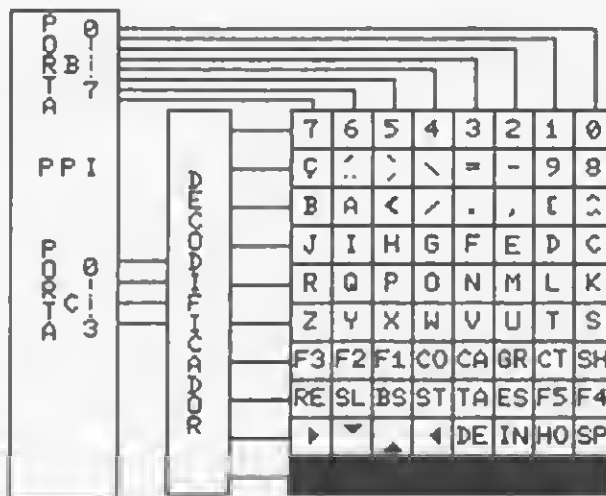 PORTA B 0 7
PPI
PORTA C 0 3
DECODIFICADOR
7 6 5 4 3 2 1 0
Ç = - 9 8
B A < / . , [
J I H G F E D C
R Q P O N M L K
Z Y X W V U T S
F3 F2 F1 CO CA GR CT SH
RE SL BS ST TA ES F5 F4
DE IN HO SP